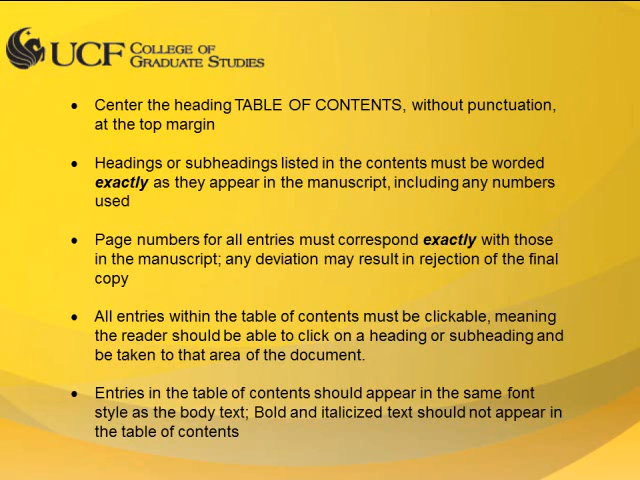 UCF COLLEGE OF
GRADUATE STUDIES
• Center the heading TABLE OF CONTENTS, without punctuation,
at the top margin
• Headings or subheadings listed in the contents must be worded
exactly as they appear in the manuscript, including any numbers
used
• Page numbers for all entries must correspond exactly with those
in the manuscript; any deviation may result in rejection of the final
copy
• All entries within the table of contents must be clickable, meaning
the reader should be able to click on a heading or subheading and
be taken to that area of the document.
• Entries in the table of contents should appear in the same font
style as the body text; Bold and italicized text should not appear in
the table of contents